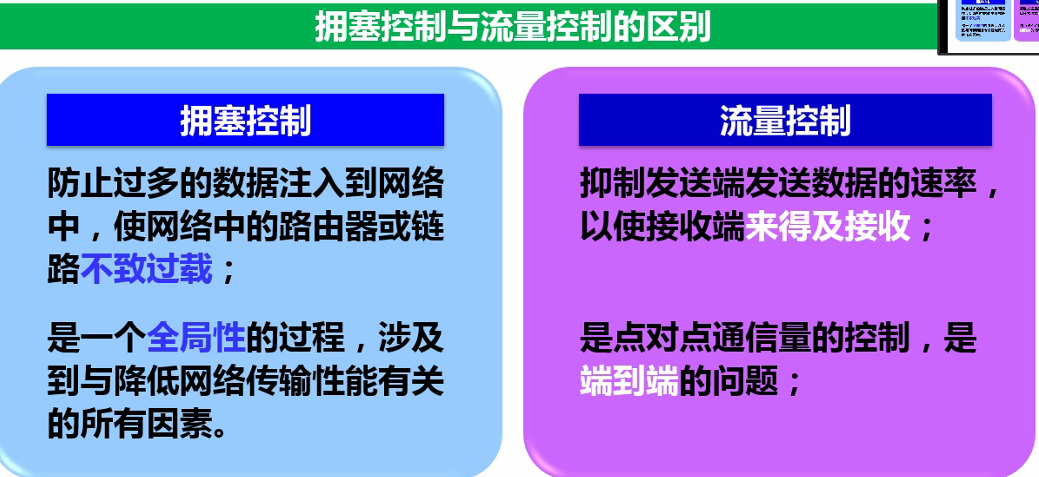 拥塞控制与流量控制的区别
拥塞控制
防止过多的数据注入到网络
中，使网络中的路由器或链
路不致过载；
是一个全局性的过程，涉及
到与降低网络传输性能有关
的所有因素。
流量控制
抑制发送端发送数据的速率，
以使接收端来得及接收；
是点对点通信量的控制，是
端到端的问题；